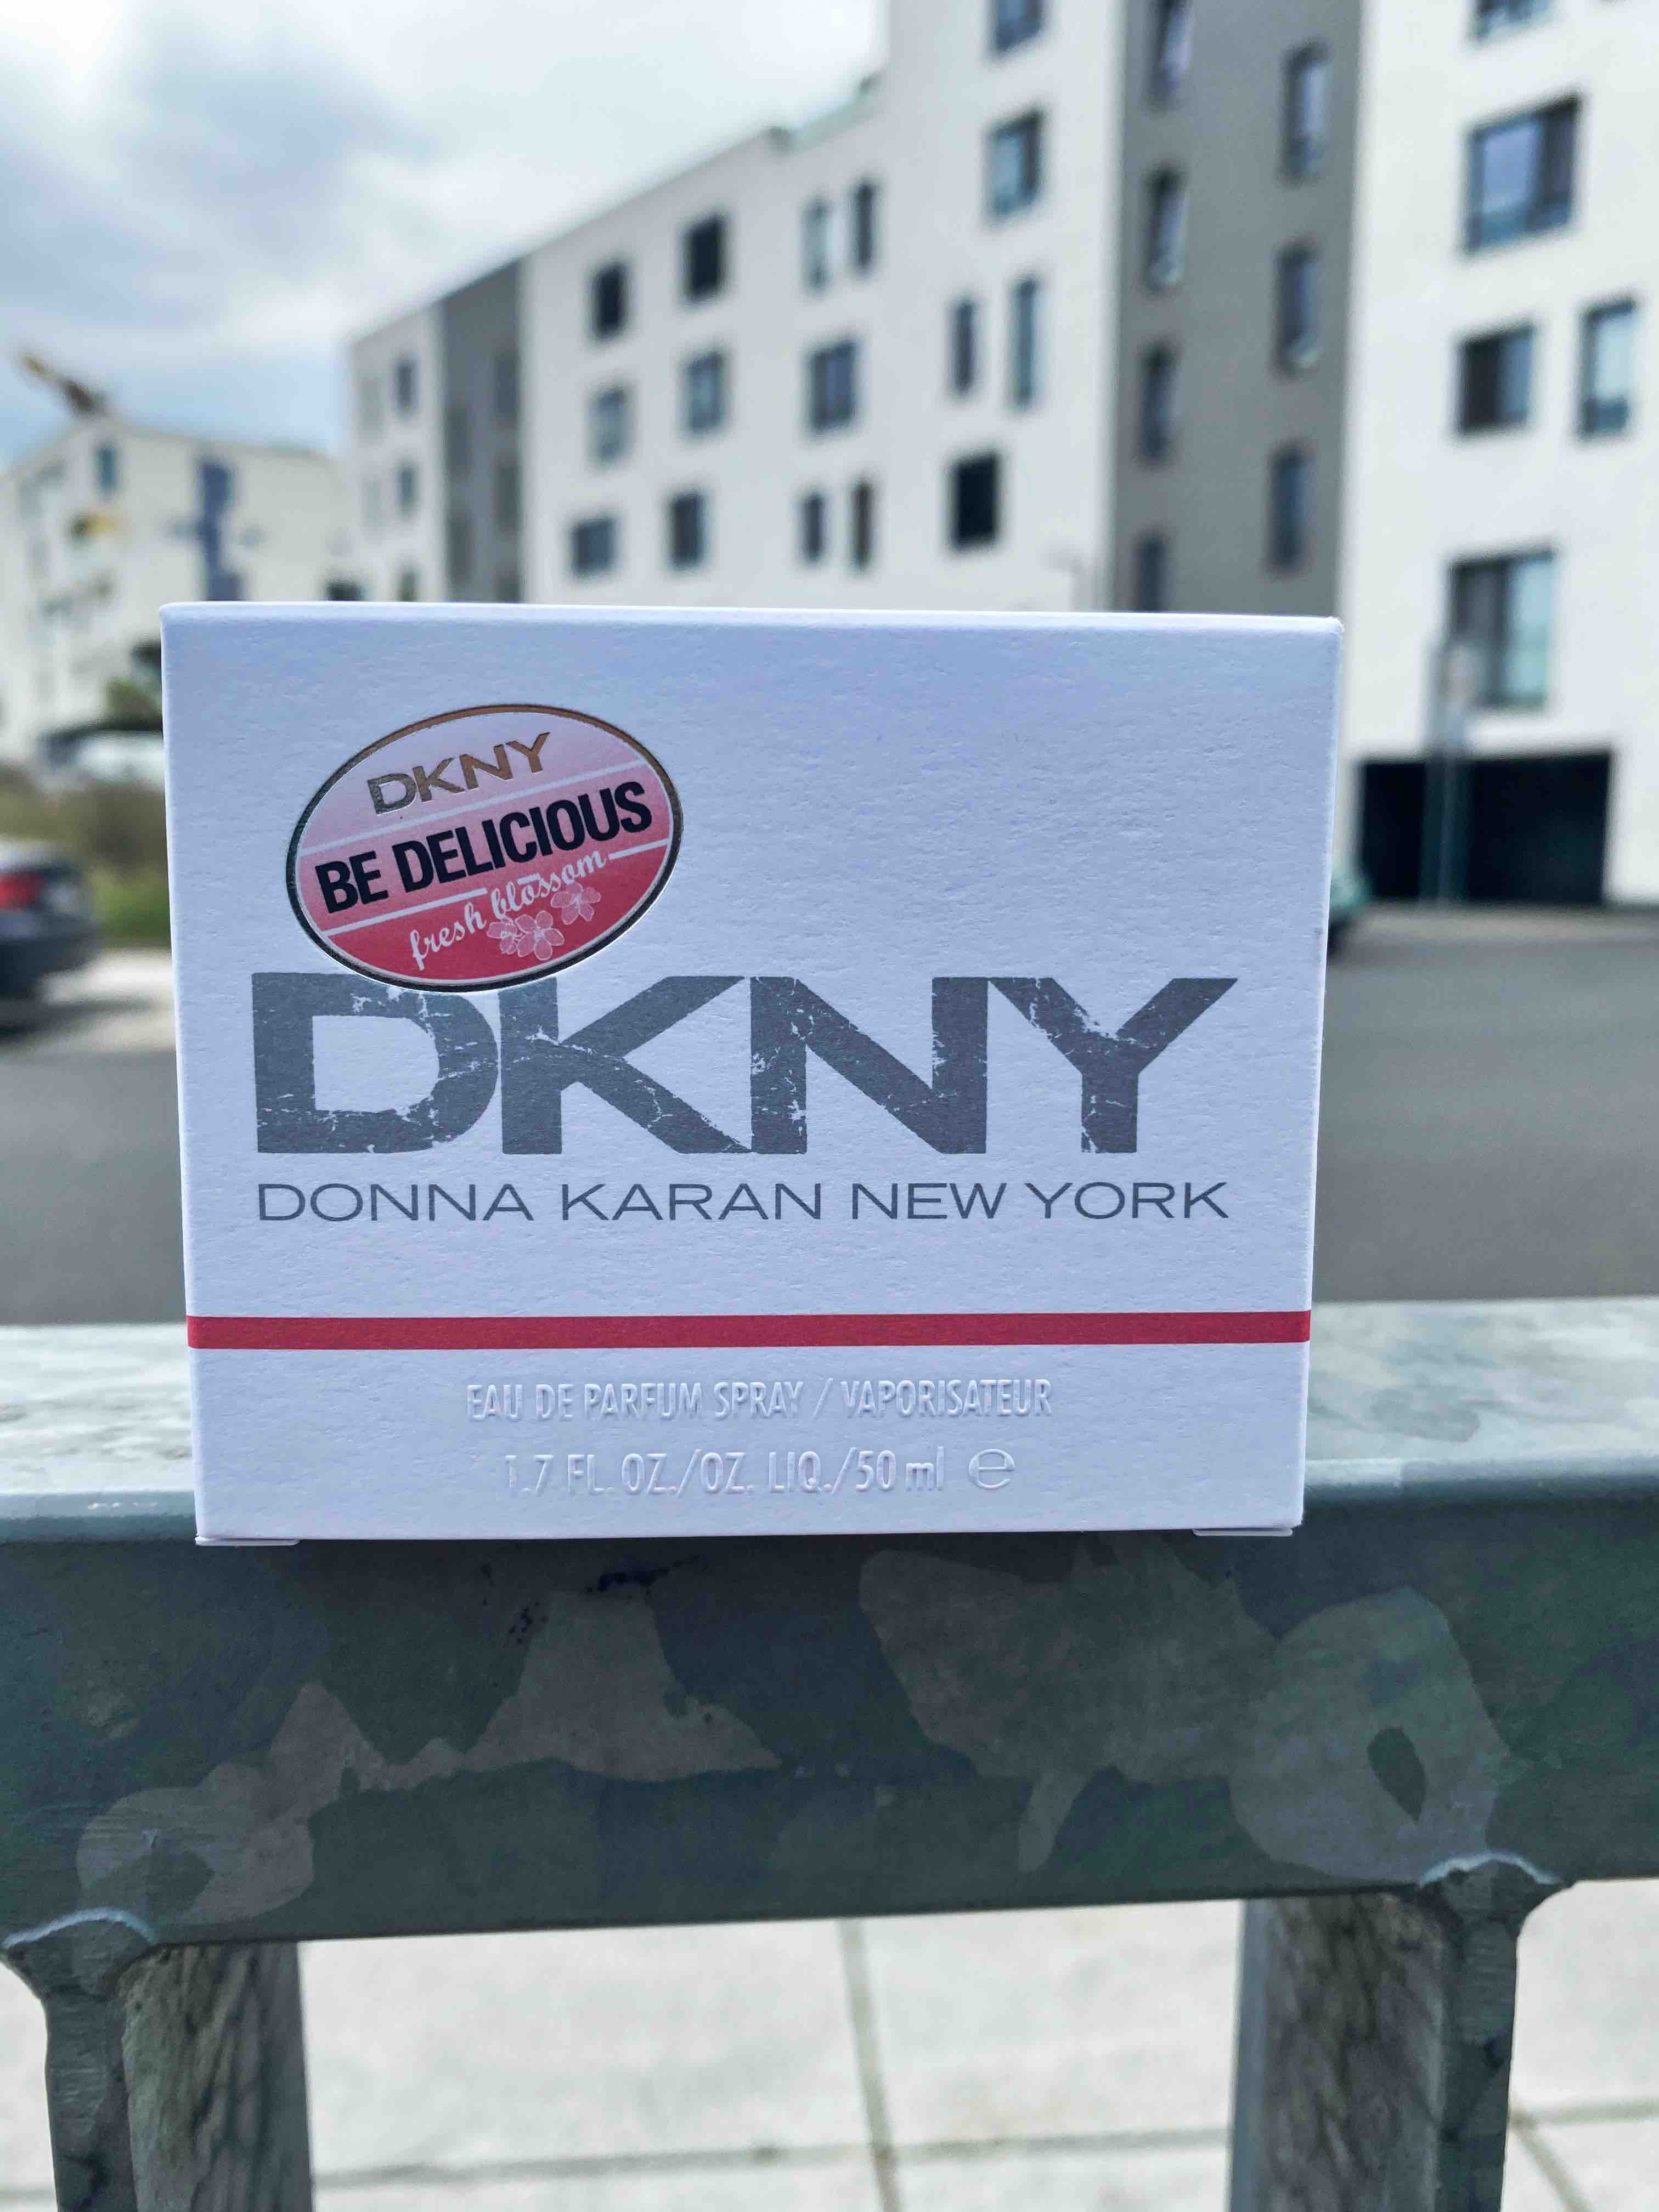 DKNY
BE DELICIOUS
fresh blossom
DKNY
DONNA KARAN NEW YORK
EAU DE PARFUM SPRAY / VAPORISATEUR
1.7 FL. OZ./OZ. LIQ./50 ml ℮